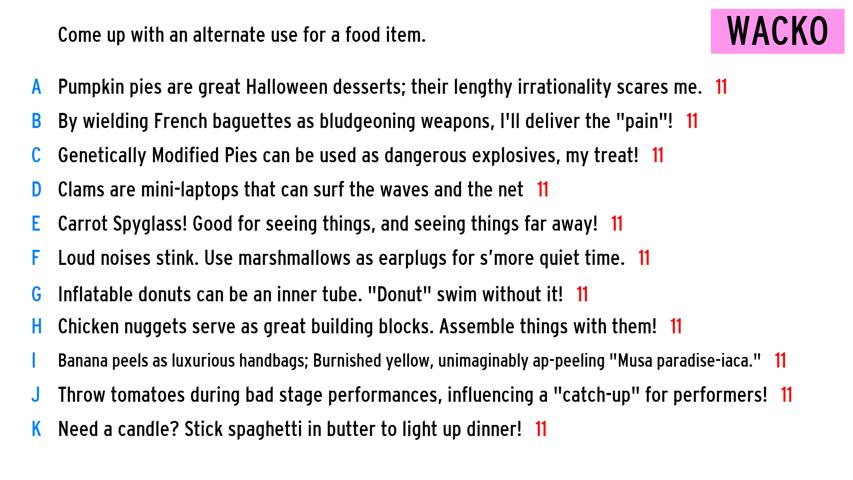 Come up with an alternate use for a food item.
WACKO
A Pumpkin pies are great Halloween desserts; their lengthy irrationality scares me. 11
B By wielding French baguettes as bludgeoning weapons, I'll deliver the "pain"! 11
C Genetically Modified Pies can be used as dangerous explosives, my treat! 11
D Clams are mini-laptops that can surf the waves and the net 11
E Carrot Spyglass! Good for seeing things, and seeing things far away! 11
F Loud noises stink. Use marshmallows as earplugs for s’more quiet time. 11
G Inflatable donuts can be an inner tube. "Donut" swim without it! 11
H Chicken nuggets serve as great building blocks. Assemble things with them! 11
I Banana peels as luxurious handbags; Burnished yellow, unimaginably ap-peeling "Musa paradise-iaca." 11
J Throw tomatoes during bad stage performances, influencing a "catch-up" for performers! 11
K Need a candle? Stick spaghetti in butter to light up dinner! 11